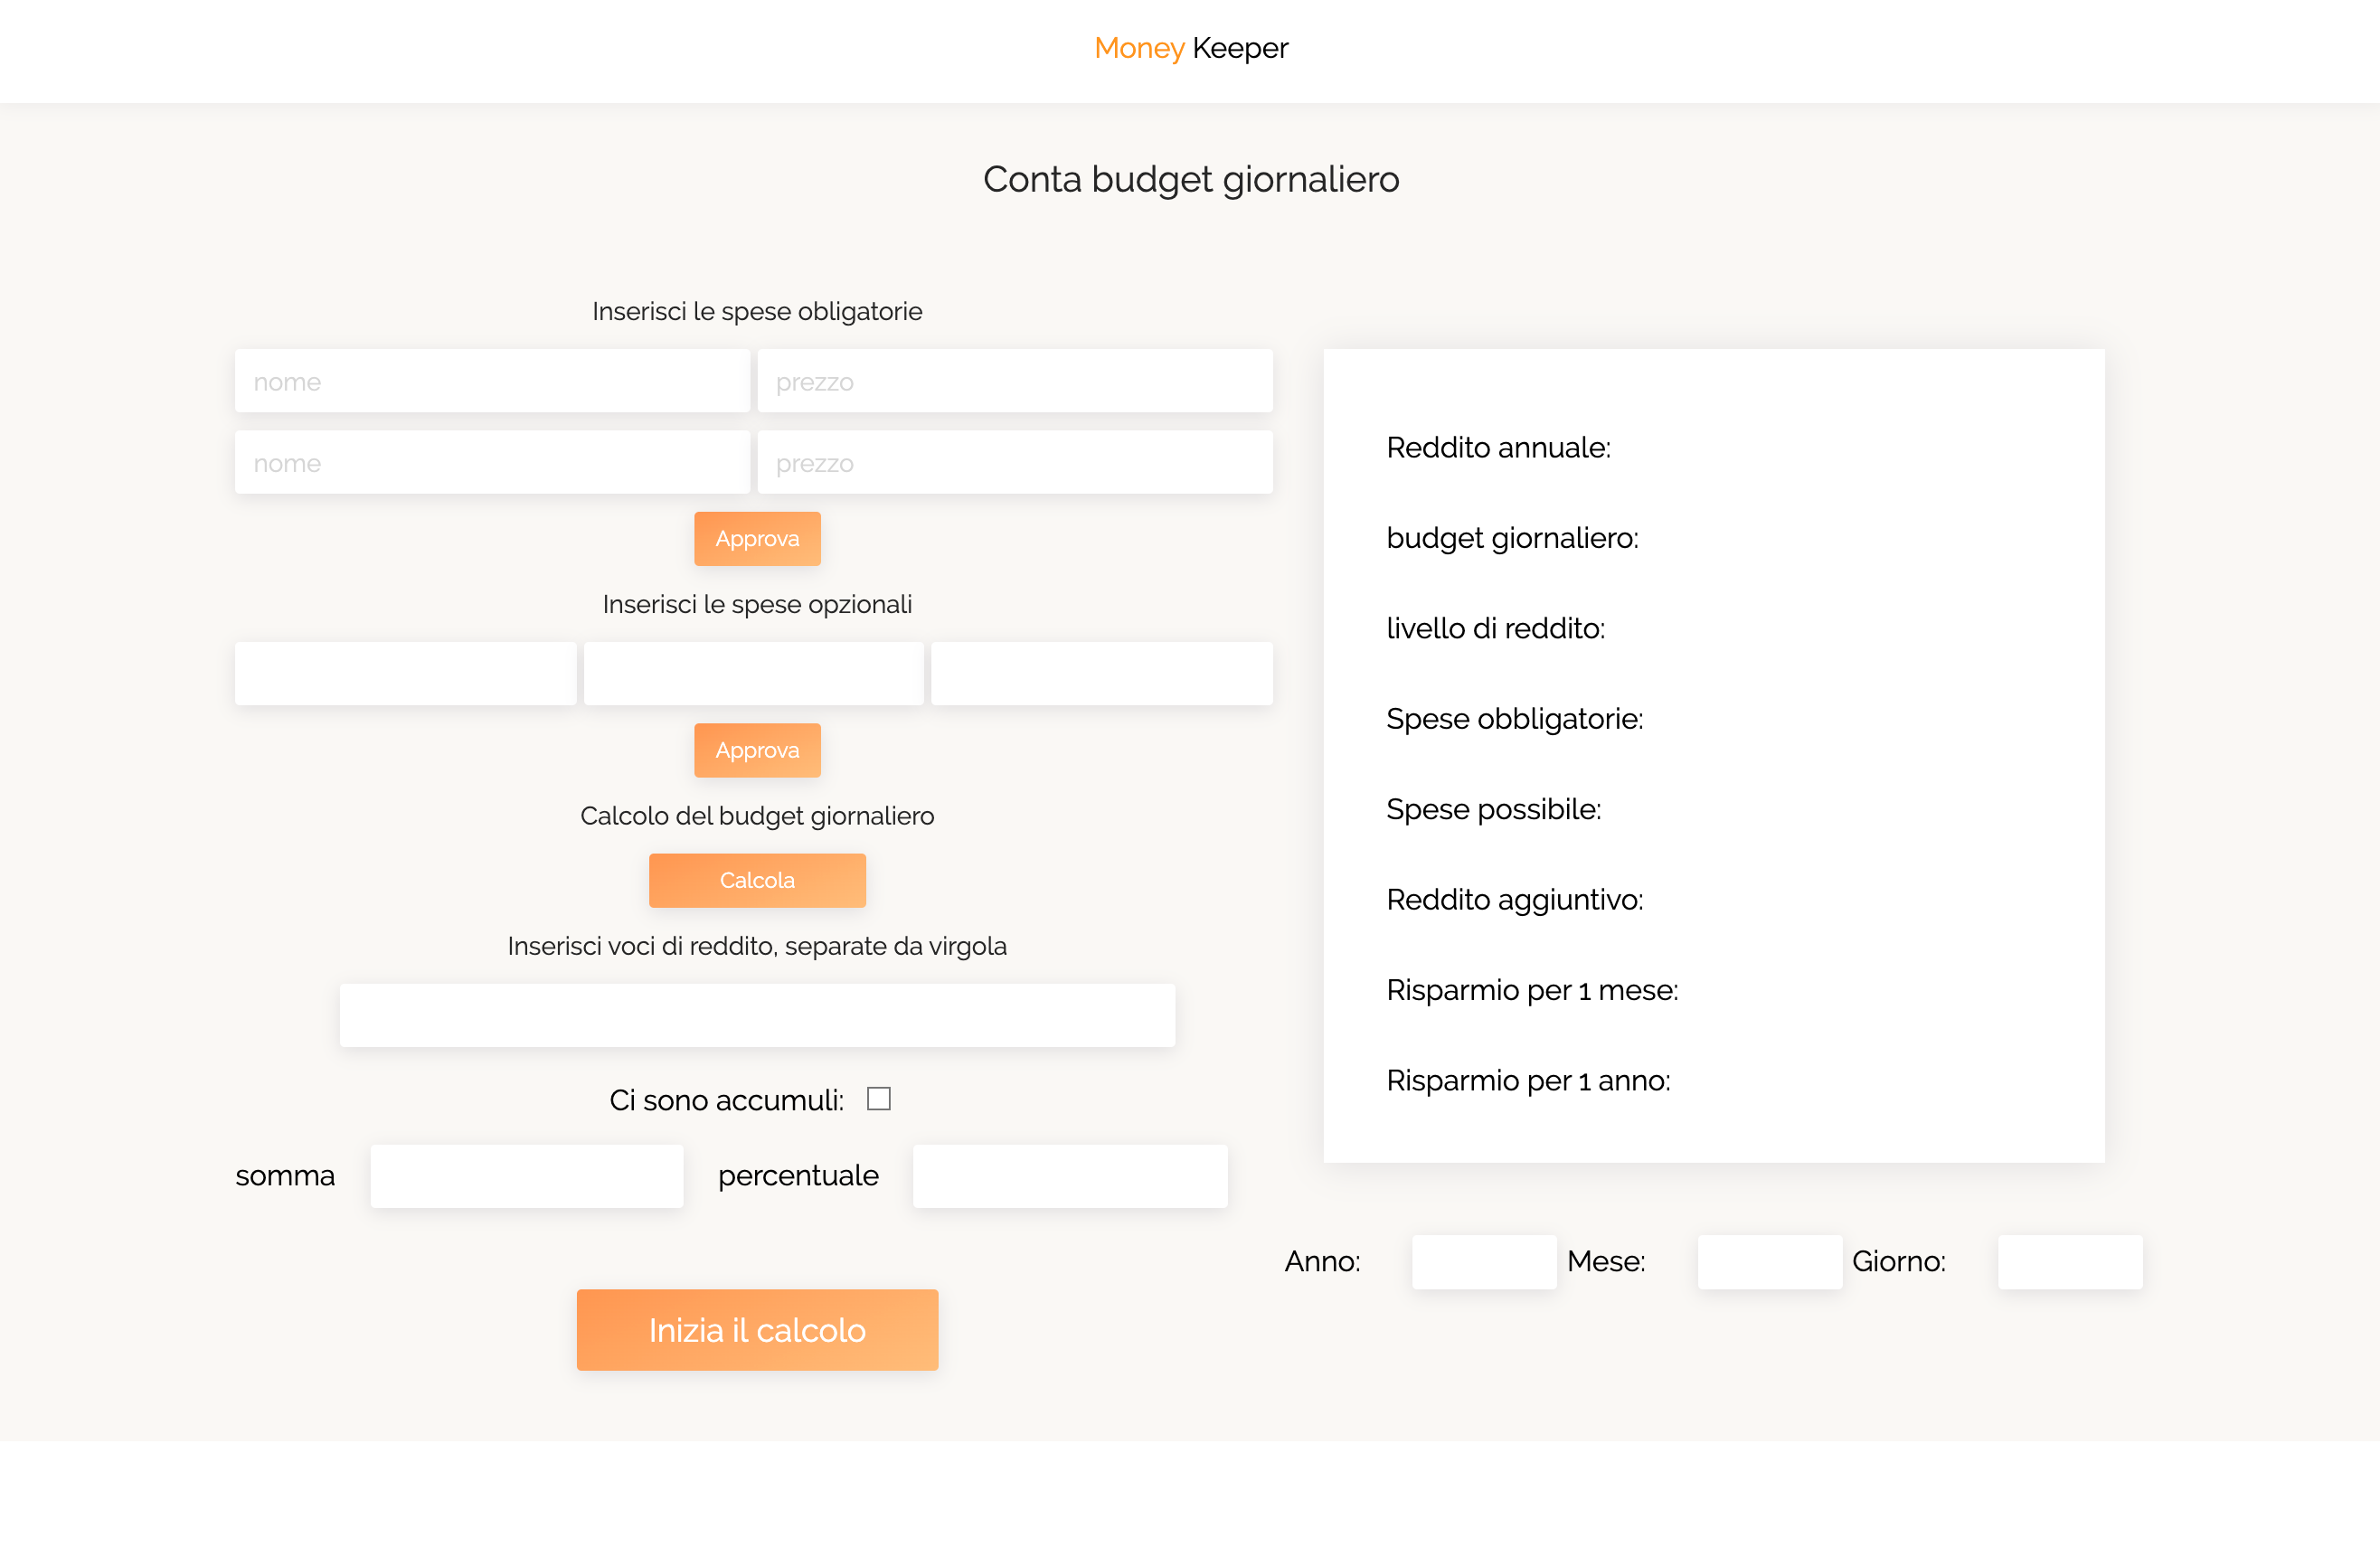 Money Keeper
Conta budget giornaliero
Inserisci le spese obligatorie
nome prezzo
nome prezzo
Approva
Inserisci le spese opzionali
Approva
Calcolo del budget giornaliero
Calcola
Inserisci voci di reddito, separate da virgola
Ci sono accumuli:
somma percentuale
Inizia il calcolo
Reddito annuale:
budget giornaliero:
livello di reddito:
Spese obbligatorie:
Spese possibile:
Reddito aggiuntivo:
Risparmio per 1 mese:
Risparmio per 1 anno:
Anno: Mese: Giorno: